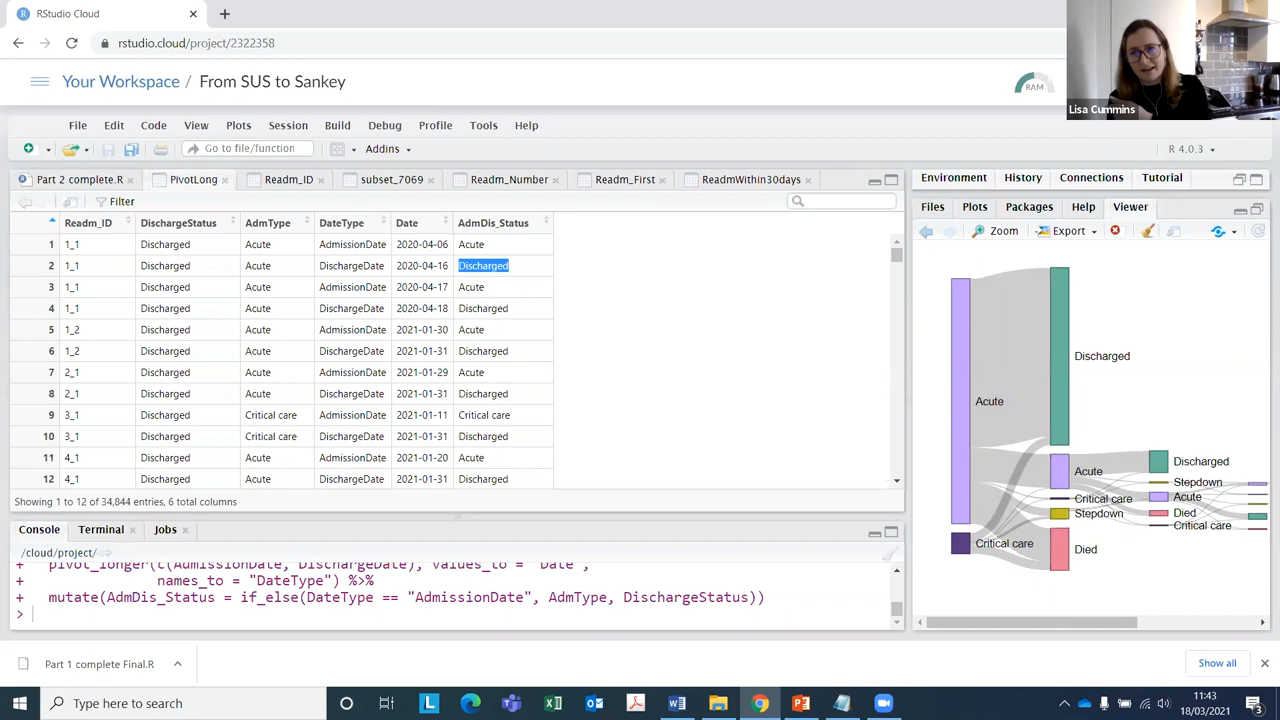 RStudio Cloud
rstudio.cloud/project/2322358
Your Workspace / From SUS to Sankey
RAM
Lisa Cummins
File Edit Code View Plots Session Build Debug Profile Tools Help
Go to file/function
Addins
R 4.0.3
Part 2 complete.R PivotLong Readm_ID subset_7069 Readm_Number Readm_First ReadmWithin30days
Filter
Readm_ID DischargeStatus AdmType DateType Date AdmDis_Status
1 1_1 Discharged Acute AdmissionDate 2020-04-06 Acute
2 1_1 Discharged Acute DischargeDate 2020-04-16 Discharged
3 1_1 Discharged Acute AdmissionDate 2020-04-17 Acute
4 1_1 Discharged Acute DischargeDate 2020-04-18 Discharged
5 1_2 Discharged Acute AdmissionDate 2021-01-30 Acute
6 1_2 Discharged Acute DischargeDate 2021-01-31 Discharged
7 2_1 Discharged Acute AdmissionDate 2021-01-29 Acute
8 2_1 Discharged Acute DischargeDate 2021-01-31 Discharged
9 3_1 Discharged Critical care AdmissionDate 2021-01-11 Critical care
10 3_1 Discharged Critical care DischargeDate 2021-01-31 Discharged
11 4_1 Discharged Acute AdmissionDate 2021-01-20 Acute
12 4_1 Discharged Acute DischargeDate 2021-01-31 Discharged
Showing 1 to 12 of 34,844 entries, 6 total columns
Console Terminal Jobs
/cloud/project/
+ pivot_longer(c(AdmissionDate, DischargeDate), values_to = "Date",
+ names_to = "DateType") %>%
+ mutate(AdmDis_Status = if_else(DateType == "AdmissionDate", AdmType, DischargeStatus))
>
Environment History Connections Tutorial
Files Plots Packages Help Viewer
Zoom Export
Discharged
Acute
Discharged
Acute
Stepdown
Acute
Critical care
Stepdown
Died
Critical care
Critical care
Died
Part 1 complete Final.R
Show all
Type here to search
11:43
18/03/2021
3